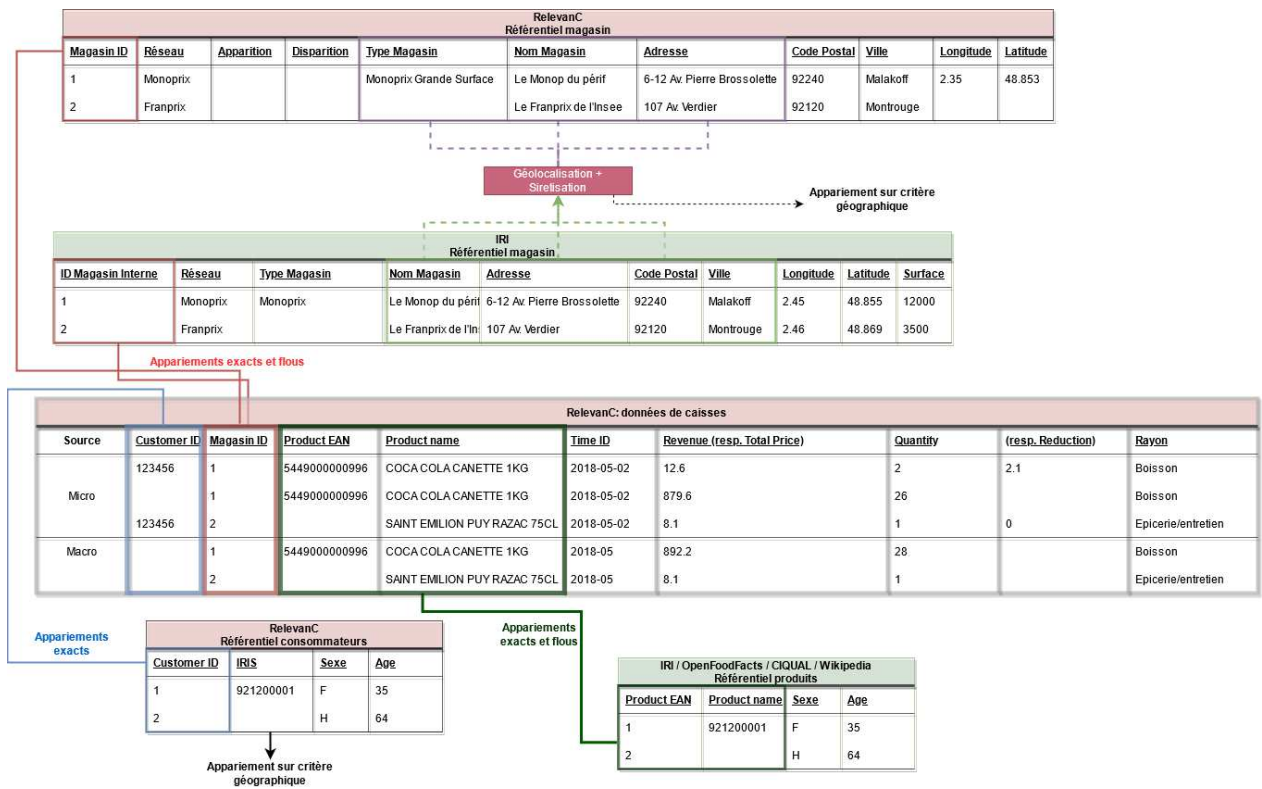 RelevanC
Référentiel magasin
Magasin ID Réseau Apparition Disparition Type Magasin Nom Magasin Adresse Code Postal Ville Longitude Latitude
1 Monoprix Monoprix Grande Surface Le Monop du périf 6-12 Av. Pierre Brossolette 92240 Malakoff 2.35 48.853
2 Franprix Le Franprix de l'Insee 107 Av. Verdier 92120 Montrouge
Géolocalisation +
Siretisation
Appariement sur critère
géographique
IRI
Référentiel magasin
ID Magasin Interne Réseau Type Magasin Nom Magasin Adresse Code Postal Ville Longitude Latitude Surface
1 Monoprix Monoprix Le Monop du périf 6-12 Av. Pierre Brossolette 92240 Malakoff 2.45 48.855 12000
2 Franprix Le Franprix de l'In 107 Av. Verdier 92120 Montrouge 2.46 48.869 3500
Appariements exacts et flous
RelevanC: données de caisses
Source Customer ID Magasin ID Product EAN Product name Time ID Revenue (resp. Total Price) Quantity (resp. Reduction) Rayon
123456 1 5449000000996 COCA COLA CANETTE 1KG 2018-05-02 12.6 2 2.1 Boisson
Micro 1 5449000000996 COCA COLA CANETTE 1KG 2018-05-02 879.6 26 Boisson
123456 2 SAINT EMILION PUY RAZAC 75CL 2018-05-02 8.1 1 0 Epicerie/entretien
Macro 1 5449000000996 COCA COLA CANETTE 1KG 2018-05 892.2 28 Boisson
2 SAINT EMILION PUY RAZAC 75CL 2018-05 8.1 1 Epicerie/entretien
Appariements
exacts
RelevanC
Référentiel consommateurs
Customer ID IRIS Sexe Age
1 921200001 F 35
2 H 64
Appariement sur critère
géographique
Appariements
exacts et flous
IRI / OpenFoodFacts / CIQUAL / Wikipedia
Référentiel produits
Product EAN Product name Sexe Age
1 921200001 F 35
2 H 64